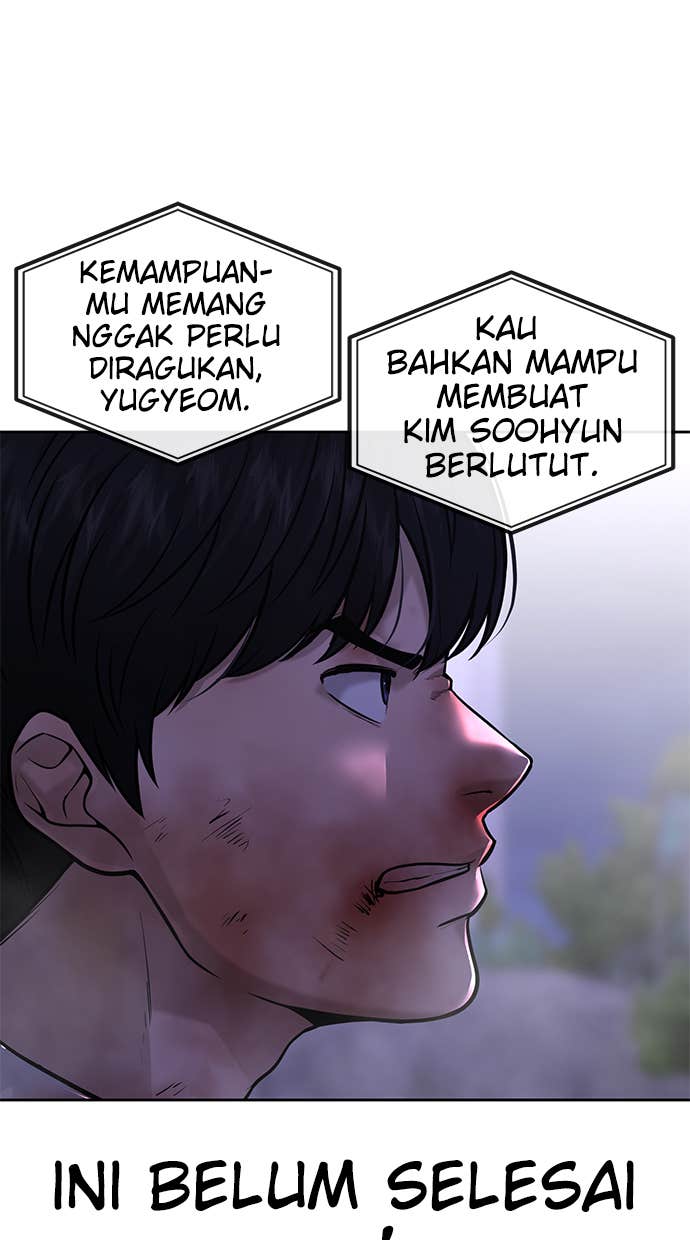 KEMAMPUAN-
MU MEMANG
NGGAK PERLU
DIRAGUKAN,
YUGYEOM.
KAU
BAHKAN MAMPU
MEMBUAT
KIM SOOHYUN
BERLUTUT.
INI BELUM SELESAI